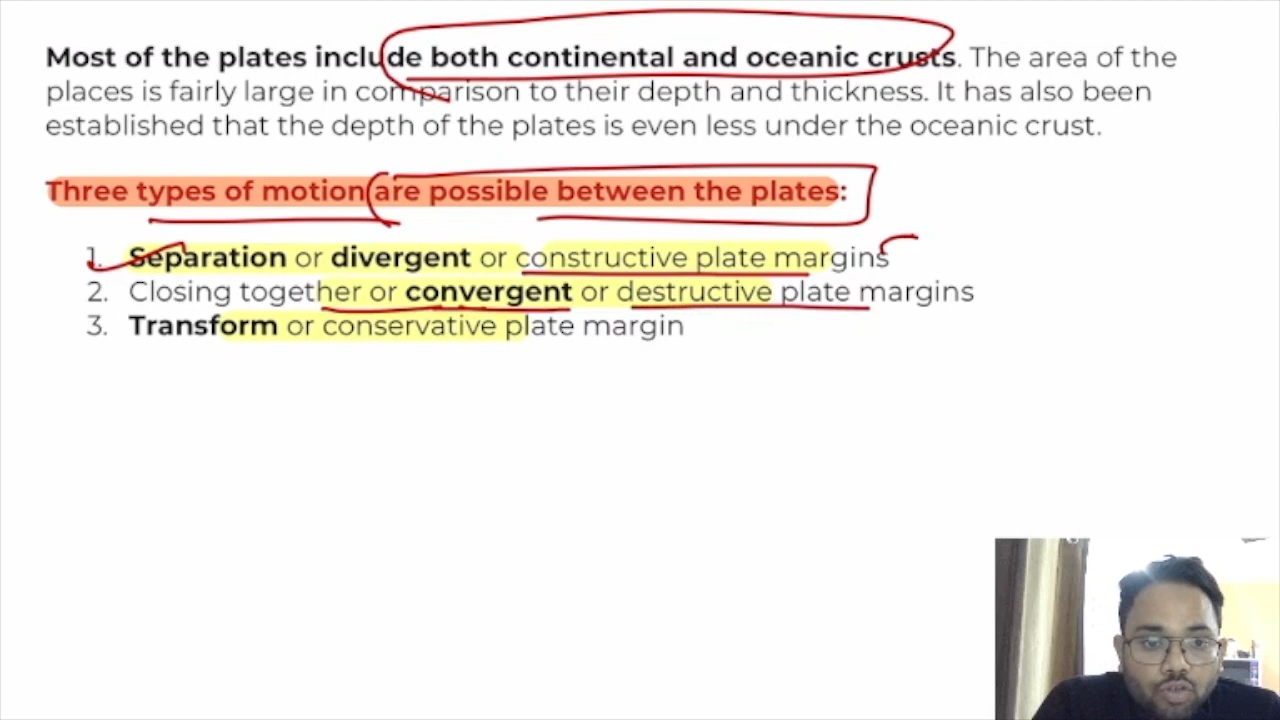 Most of the plates include both continental and oceanic crusts. The area of the
places is fairly large in comparison to their depth and thickness. It has also been
established that the depth of the plates is even less under the oceanic crust.
Three types of motion are possible between the plates:
1. Separation or divergent or constructive plate margins
2. Closing together or convergent or destructive plate margins
3. Transform or conservative plate margin